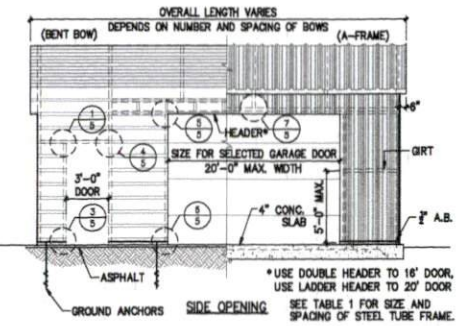 OVERALL LENGTH VARIES
DEPENDS ON NUMBER AND SPACING OF BOWS
(BENT BOW)
(A-FRAME)
6"
1
5
5
7
5
HEADER*
4
5
SIZE FOR SELECTED GARAGE DOOR
GIRT
20'-0" MAX. WIDTH
3'-0"
DOOR
5'-0" MAX.
3
5
6
5
4" CONC.
SLAB
A.B.
ASPHALT
* USE DOUBLE HEADER TO 16' DOOR,
USE LADDER HEADER TO 20' DOOR
GROUND ANCHORS
SIDE OPENING
SEE TABLE 1 FOR SIZE AND
SPACING OF STEEL TUBE FRAME.